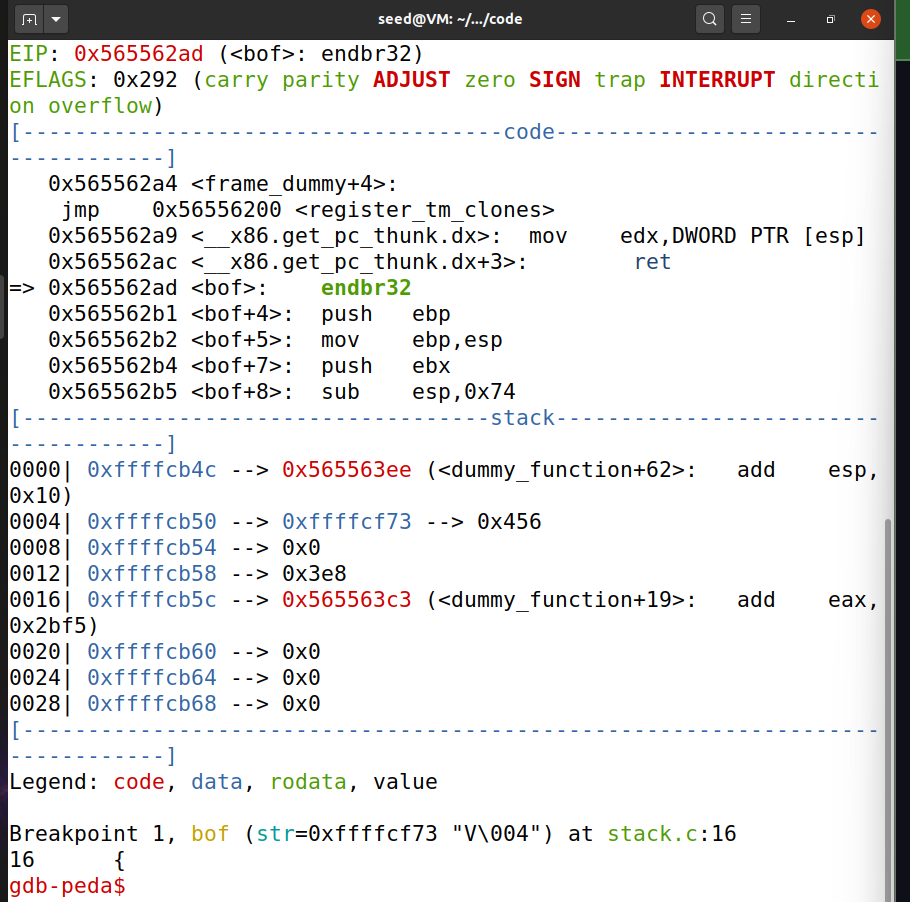 seed@VM: ~/.../code
EIP: 0x565562ad (<bof>: endbr32)
EFLAGS: 0x292 (carry parity ADJUST zero SIGN trap INTERRUPT directi
on overflow)
[-------------------------------------code-------------------------
------------]
   0x565562a4 <frame_dummy+4>:
    jmp    0x56556200 <register_tm_clones>
   0x565562a9 <__x86.get_pc_thunk.dx>:  mov    edx,DWORD PTR [esp]
   0x565562ac <__x86.get_pc_thunk.dx+3>:        ret
=> 0x565562ad <bof>:    endbr32
   0x565562b1 <bof+4>:  push   ebp
   0x565562b2 <bof+5>:  mov    ebp,esp
   0x565562b4 <bof+7>:  push   ebx
   0x565562b5 <bof+8>:  sub    esp,0x74
[------------------------------------stack-------------------------
------------]
0000| 0xffffcb4c --> 0x565563ee (<dummy_function+62>:   add    esp,
0x10)
0004| 0xffffcb50 --> 0xffffcf73 --> 0x456
0008| 0xffffcb54 --> 0x0
0012| 0xffffcb58 --> 0x3e8
0016| 0xffffcb5c --> 0x565563c3 (<dummy_function+19>:   add    eax,
0x2bf5)
0020| 0xffffcb60 --> 0x0
0024| 0xffffcb64 --> 0x0
0028| 0xffffcb68 --> 0x0
[------------------------------------------------------------------
------------]
Legend: code, data, rodata, value
Breakpoint 1, bof (str=0xffffcf73 "V\004") at stack.c:16
16      {
gdb-peda$